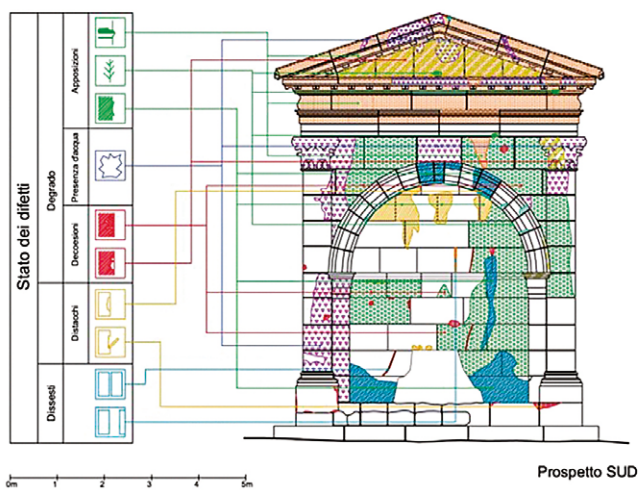 Stato dei difetti
Degrado
Dissesti
Apposizioni
Presenza d'acqua
Decoesioni
Distacchi
0m 1 2 3 4 5m
Prospetto SUD